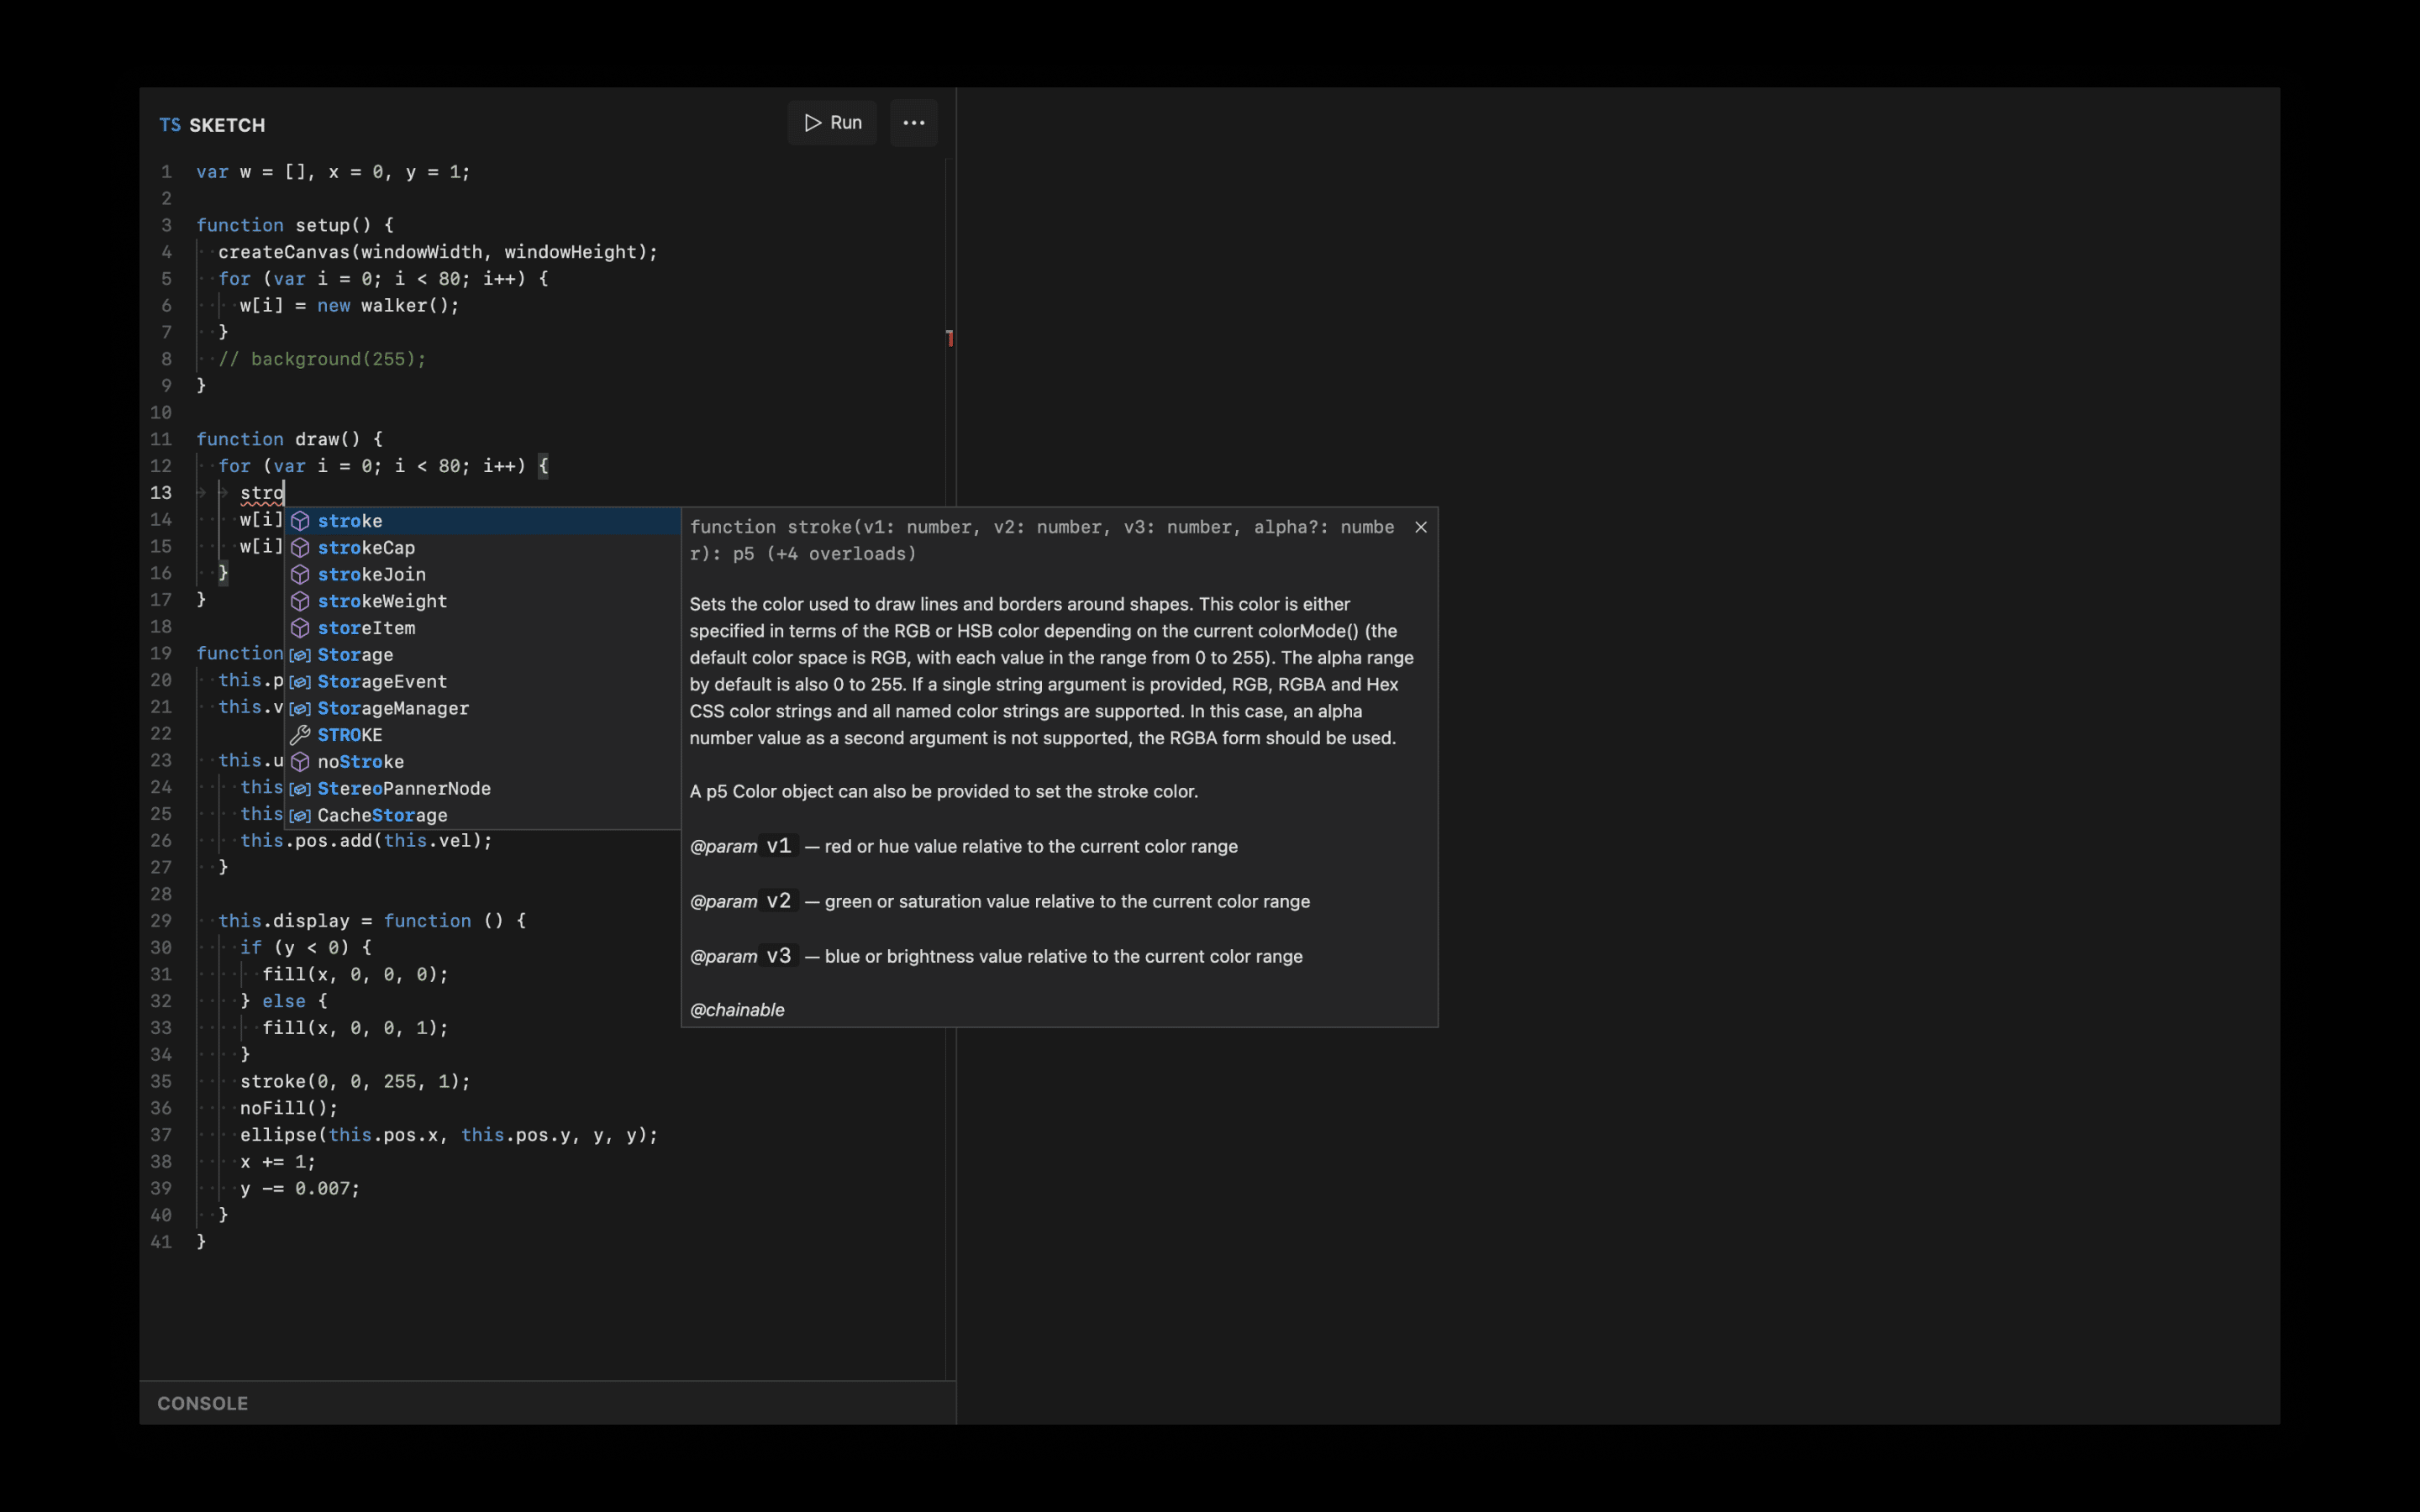 TS SKETCH
Run
1 var w = [], x = 0, y = 1;
2
3 function setup() {
4 createCanvas(windowWidth, windowHeight);
5 for (var i = 0; i < 80; i++) {
6 w[i] = new walker();
7 }
8 // background(255);
9 }
10
11 function draw() {
12 for (var i = 0; i < 80; i++) {
13 stro
14 w[i]
15 w[i]
16 }
17 }
18
19 function
20 this.p
21 this.v
22
23 this.u
24 this
25 this
26 this.pos.add(this.vel);
27 }
28
29 this.display = function () {
30 if (y < 0) {
31 fill(x, 0, 0, 0);
32 } else {
33 fill(x, 0, 0, 1);
34 }
35 stroke(0, 0, 255, 1);
36 noFill();
37 ellipse(this.pos.x, this.pos.y, y, y);
38 x += 1;
39 y -= 0.007;
40 }
41 }
stroke
strokeCap
strokeJoin
strokeWeight
storeItem
Storage
StorageEvent
StorageManager
STROKE
noStroke
StereoPannerNode
CacheStorage
function stroke(v1: number, v2: number, v3: number, alpha?: numbe
r): p5 (+4 overloads)
Sets the color used to draw lines and borders around shapes. This color is either
specified in terms of the RGB or HSB color depending on the current colorMode() (the
default color space is RGB, with each value in the range from 0 to 255). The alpha range
by default is also 0 to 255. If a single string argument is provided, RGB, RGBA and Hex
CSS color strings and all named color strings are supported. In this case, an alpha
number value as a second argument is not supported, the RGBA form should be used.
A p5 Color object can also be provided to set the stroke color.
@param v1 — red or hue value relative to the current color range
@param v2 — green or saturation value relative to the current color range
@param v3 — blue or brightness value relative to the current color range
@chainable
CONSOLE